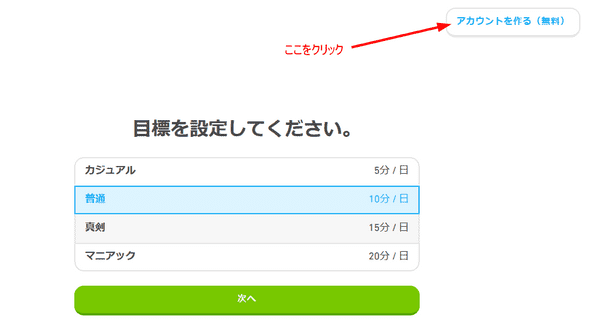 アカウントを作る（無料）
ここをクリック
目標を設定してください。
カジュアル 5分 / 日
普通 10分 / 日
真剣 15分 / 日
マニアック 20分 / 日
次へ